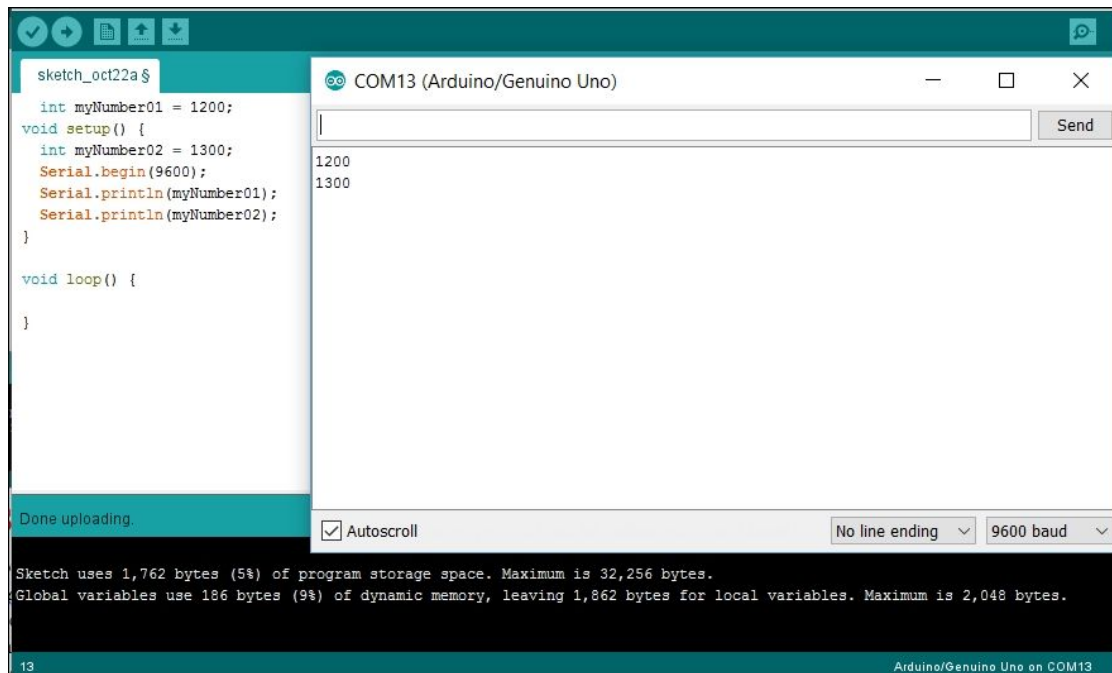 sketch_oct22a §
int myNumber01 = 1200;
void setup() {
int myNumber02 = 1300;
Serial.begin(9600);
Serial.println(myNumber01);
Serial.println(myNumber02);
}
void loop() {
}
COM13 (Arduino/Genuino Uno)
Send
1200
1300
Autoscroll
No line ending
9600 baud
Done uploading.
Sketch uses 1,762 bytes (5%) of program storage space. Maximum is 32,256 bytes.
Global variables use 186 bytes (9%) of dynamic memory, leaving 1,862 bytes for local variables. Maximum is 2,048 bytes.
13
Arduino/Genuino Uno on COM13